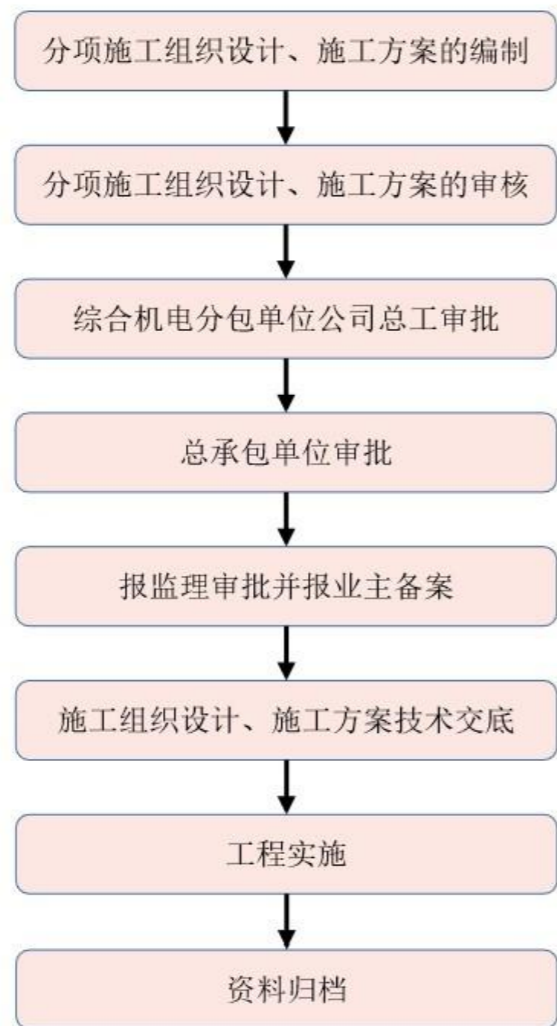 分项施工组织设计、施工方案的编制
分项施工组织设计、施工方案的审核
综合机电分包单位公司总工审批
总承包单位审批
报监理审批并报业主备案
施工组织设计、施工方案技术交底
工程实施
资料归档